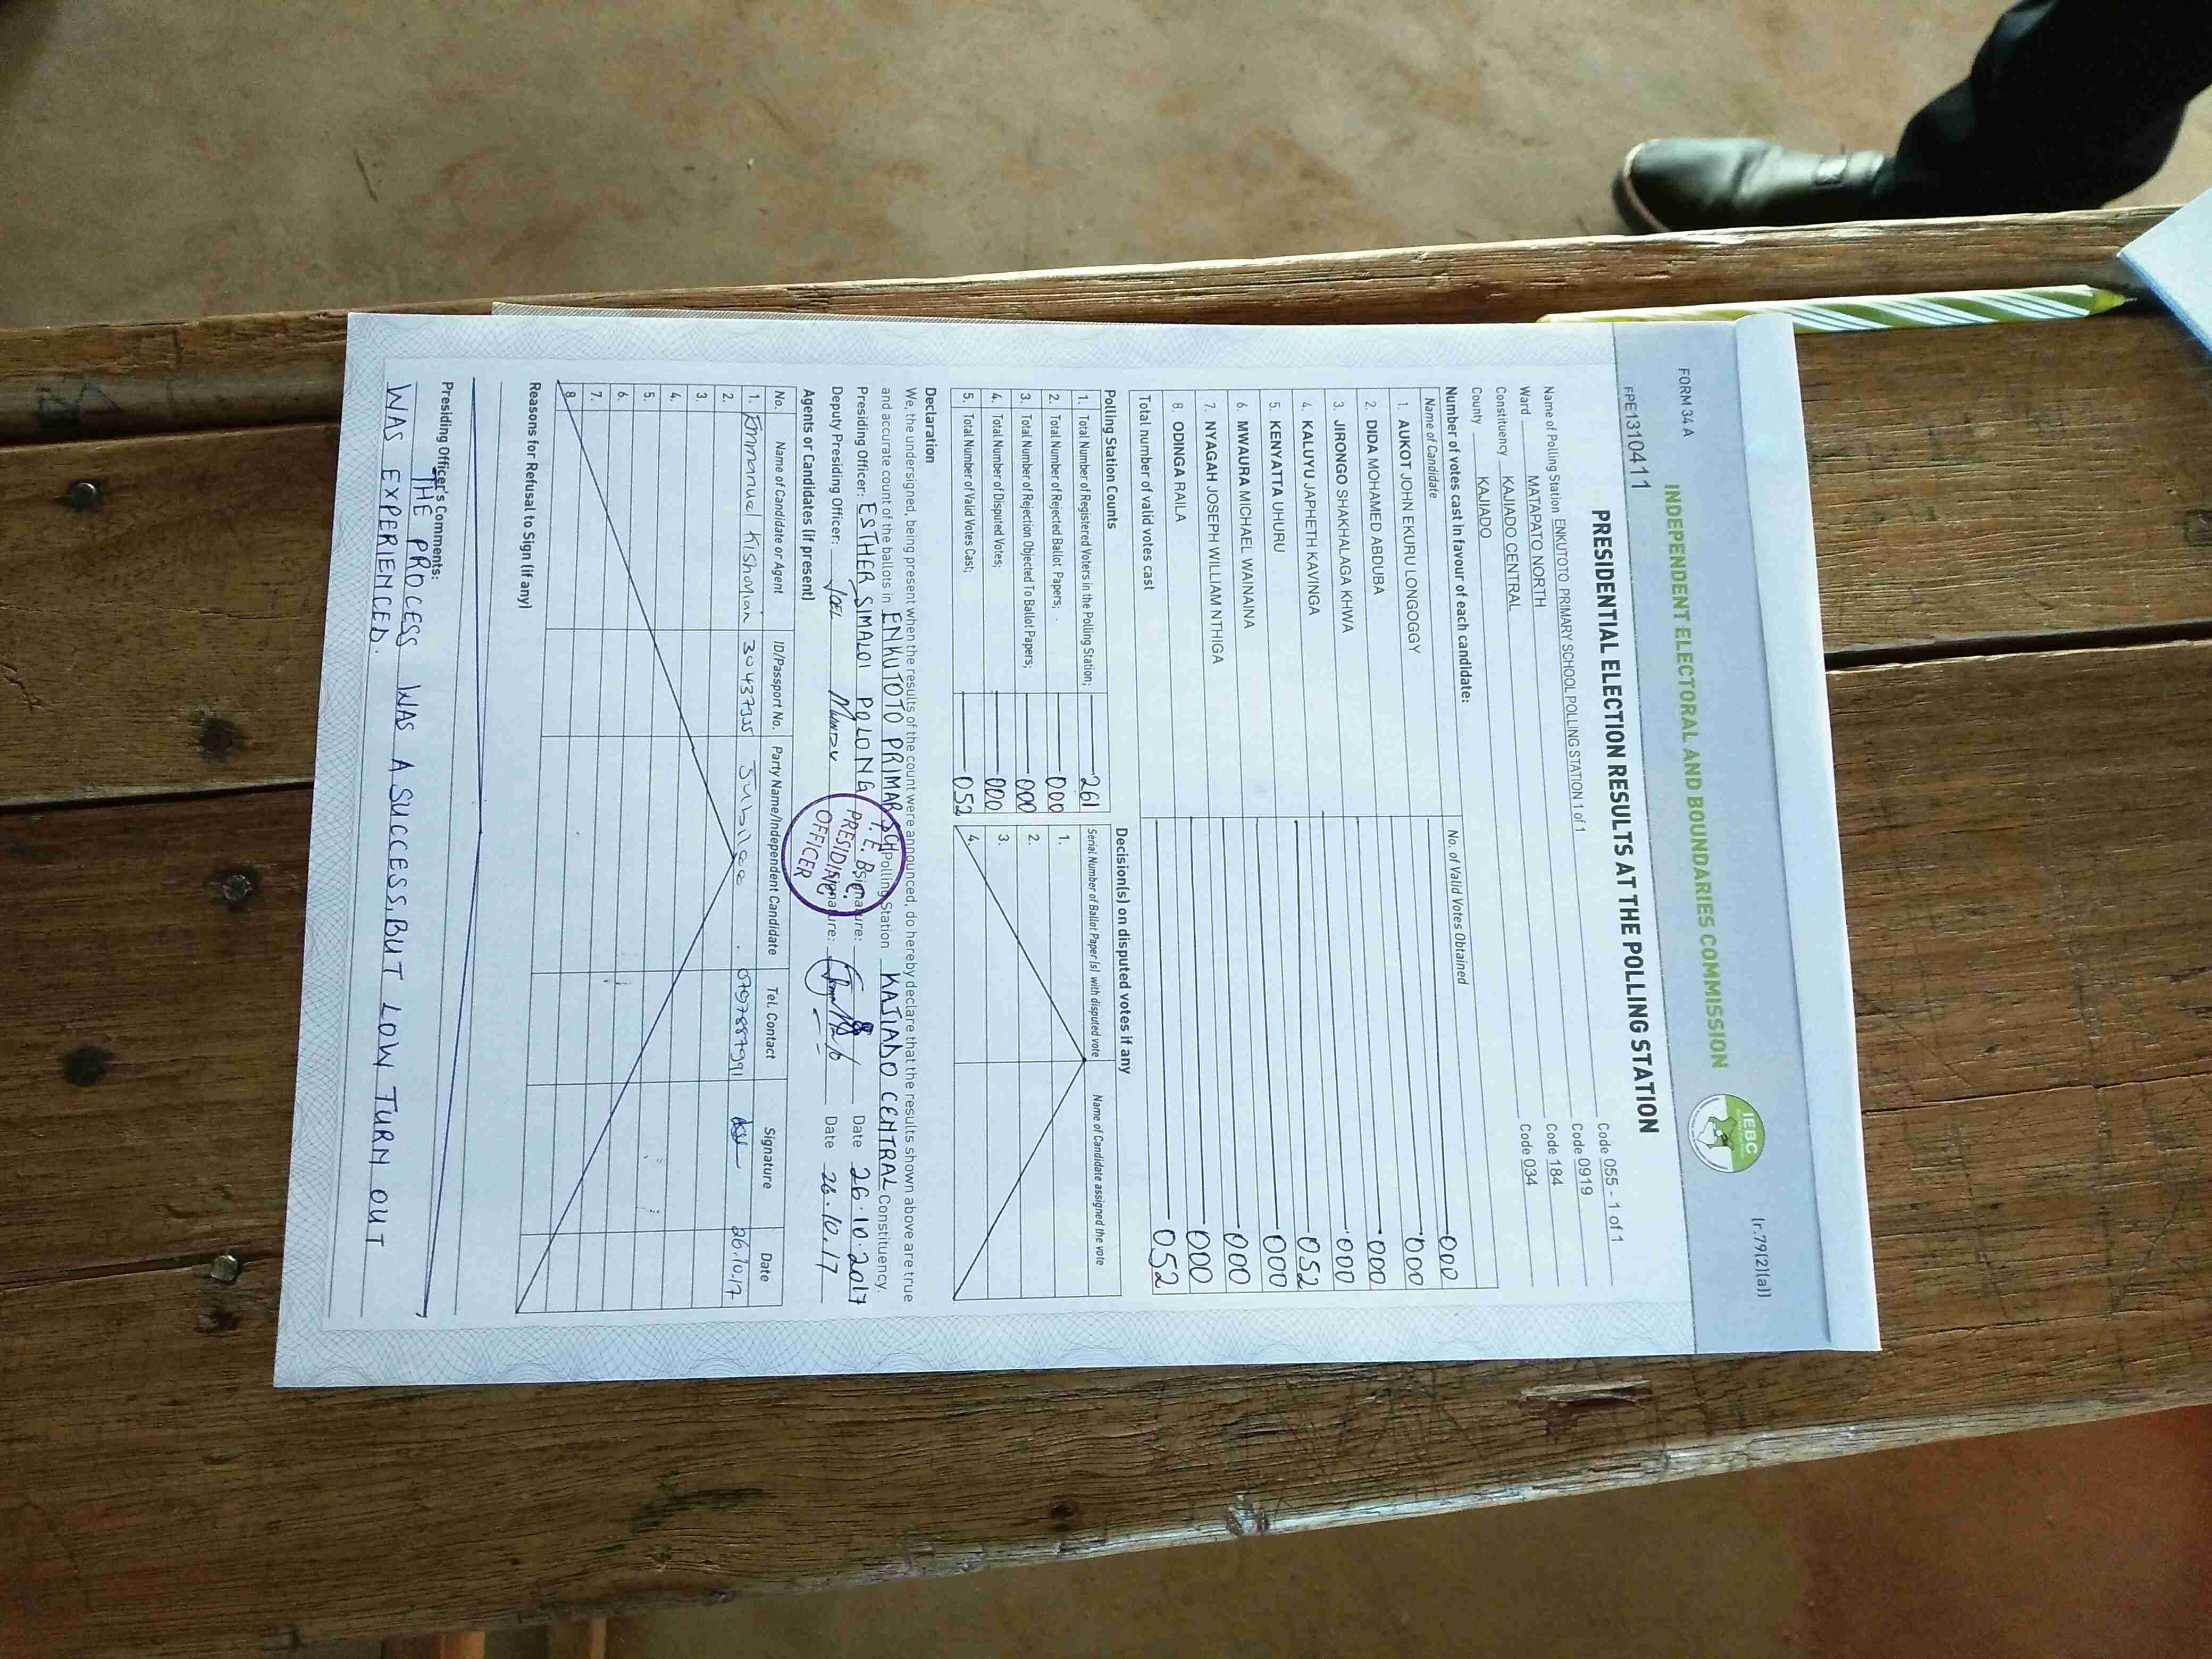 FORM 34 A (r.79(2)(a))
INDEPENDENT ELECTORAL AND BOUNDARIES COMMISSION
IEBC
FPE1310411
PRESIDENTIAL ELECTION RESULTS AT THE POLLING STATION
Name of Polling Station ENKUTOTO PRIMARY SCHOOL POLLING STATION 1 of 1 Code 055 - 1 of 1
Ward MATAPATO NORTH Code 0919
Constituency KAJIADO CENTRAL Code 184
County KAJIADO Code 034
Number of votes cast in favour of each candidate:
Name of Candidate No. of Valid Votes Obtained
1. AUKOT JOHN EKURU LONGOGGY 000
2. DIDA MOHAMED ABDUBA 000
3. JIRONGO SHAKHALAGA KHWA 000
4. KALUYU JAPHETH KAVINGA 000
5. KENYATTA UHURU 052
6. MWAURA MICHAEL WAINAINA 000
7. NYAGAH JOSEPH WILLIAM NTHIGA 000
8. ODINGA RAILA 000
Total number of valid votes cast 052
Polling Station Counts
1. Total Number of Registered Voters in the Polling Station; 261
2. Total Number of Rejected Ballot Papers; 000
3. Total Number of Rejection Objected To Ballot Papers; 000
4. Total Number of Disputed Votes; 000
5. Total Number of Valid Votes Cast; 052
Decision(s) on disputed votes if any
Serial Number of Ballot Paper(s) with disputed vote Name of Candidate assigned the vote
1.
2.
3.
4.
Declaration
We, the undersigned, being present when the results of the count were announced, do hereby declare that the results shown above are true
and accurate count of the ballots in ENKUTOTO PRIMARY SCH Polling Station KAJIADO CENTRAL Constituency.
Presiding Officer: ESTHER SIMALOI POLONG Signature: Date 26.10.2017
Deputy Presiding Officer: JOEL Signature: Date 26.10.17
I.E.B.C.
PRESIDING
OFFICER
Agents or Candidates (if present)
No. Name of Candidate or Agent ID/Passport No. Party Name/Independent Candidate Tel. Contact Signature Date
1. Emmanuel Kishoyian 30437335 Jubilee 0797887991 26.10.17
2.
3.
4.
5.
6.
7.
8.
Reasons for Refusal to Sign (if any)
Presiding Officer's Comments:
THE PROCESS WAS A SUCCESS, BUT LOW TURN OUT
WAS EXPERIENCED.